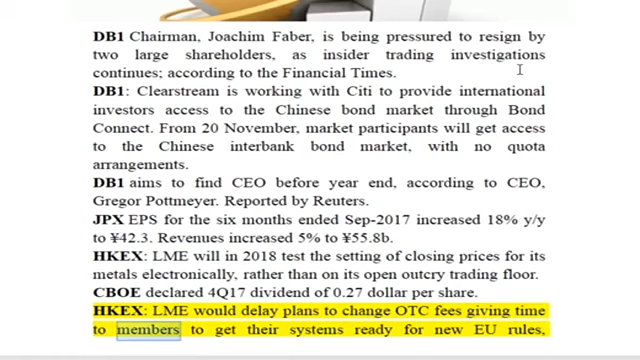 DB1 Chairman, Joachim Faber, is being pressured to resign by
two large shareholders, as insider trading investigations
continues; according to the Financial Times.
DB1: Clearstream is working with Citi to provide international
investors access to the Chinese bond market through Bond
Connect. From 20 November, market participants will get access
to the Chinese interbank bond market, with no quota
arrangements.
DB1 aims to find CEO before year end, according to CEO,
Gregor Pottmeyer. Reported by Reuters.
JPX EPS for the six months ended Sep-2017 increased 18% y/y
to ¥42.3. Revenues increased 5% to ¥55.8b.
HKEX: LME will in 2018 test the setting of closing prices for its
metals electronically, rather than on its open outcry trading floor.
CBOE declared 4Q17 dividend of 0.27 dollar per share.
HKEX: LME would delay plans to change OTC fees giving time
to members to get their systems ready for new EU rules,